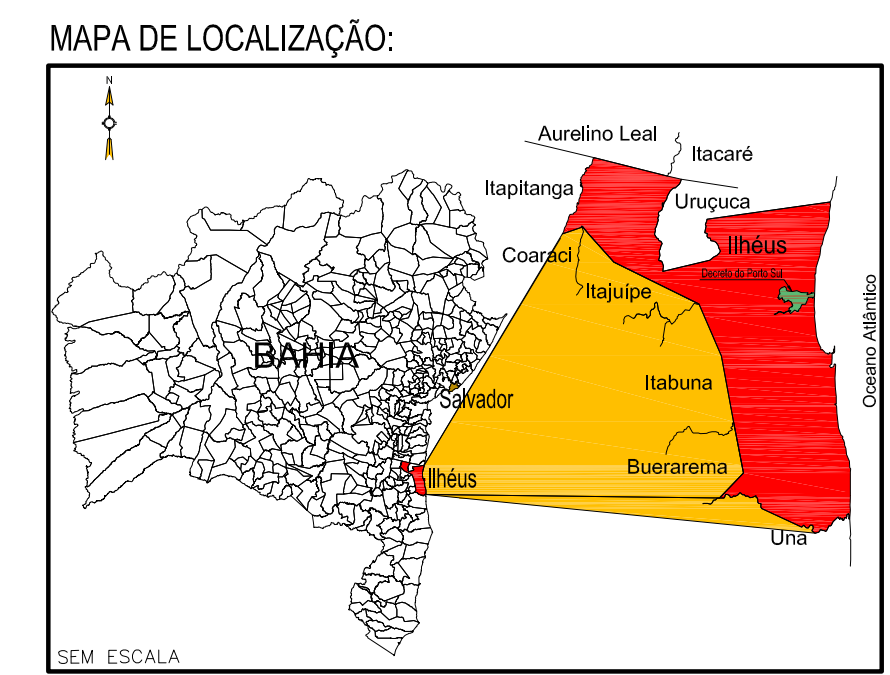 MAPA DE LOCALIZAÇÃO:
N
Aurelino Leal
Itacaré
Itapitanga
Uruçuca
Ilhéus
Coaraci
Decreto do Porto Sul
Itajuípe
Oceano Atlântico
BAHIA
Itabuna
Salvador
Buerarema
Ilhéus
Una
SEM ESCALA